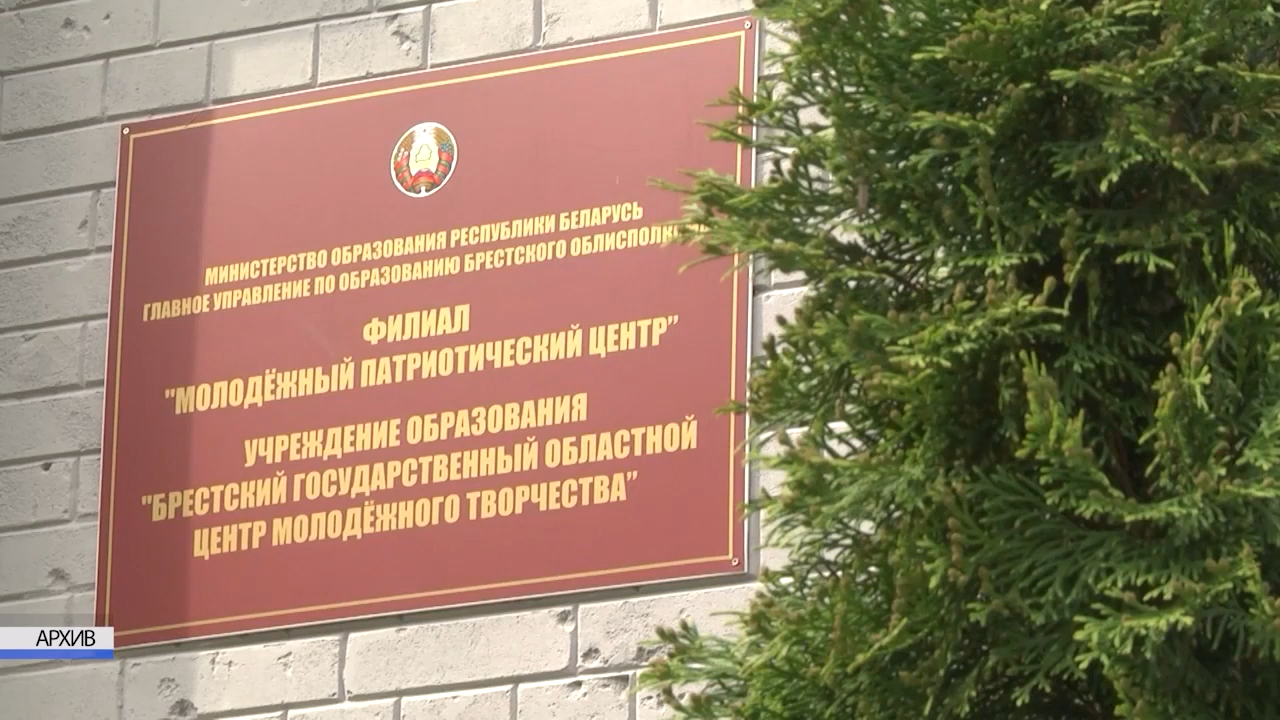 МИНИСТЕРСТВО ОБРАЗОВАНИЯ РЕСПУБЛИКИ БЕЛАРУСЬ
ГЛАВНОЕ УПРАВЛЕНИЕ ПО ОБРАЗОВАНИЮ БРЕСТСКОГО
ФИЛИАЛ
"МОЛОДЁЖНЫЙ ПАТРИОТИЧЕСКИЙ ЦЕНТР”
УЧРЕЖДЕНИЕ ОБРАЗОВАНИЯ
"БРЕСТСКИЙ ГОСУДАРСТВЕННЫЙ ОБЛАСТНОЙ
ЦЕНТР МОЛОДЁЖНОГО ТВОРЧЕСТВА”
АРХИВ